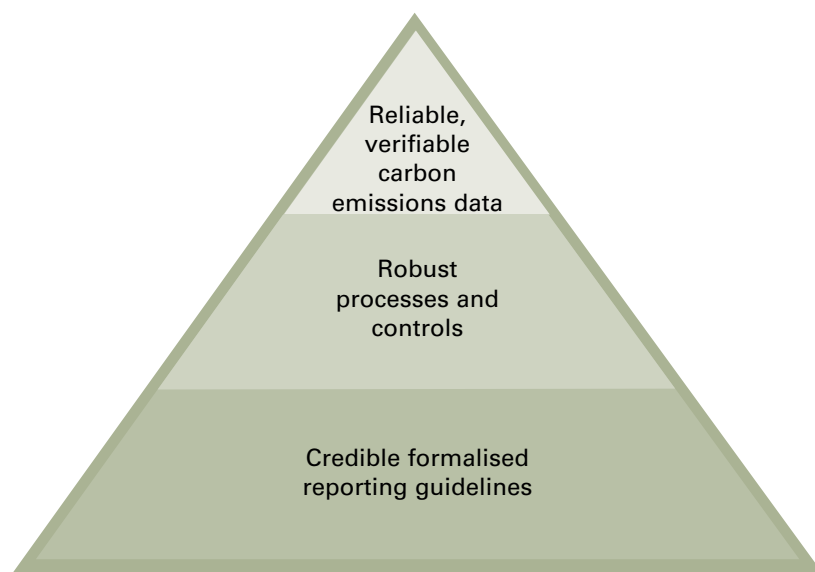 Reliable,
verifiable
carbon
emissions data
Robust
processes and
controls
Credible formalised
reporting guidelines